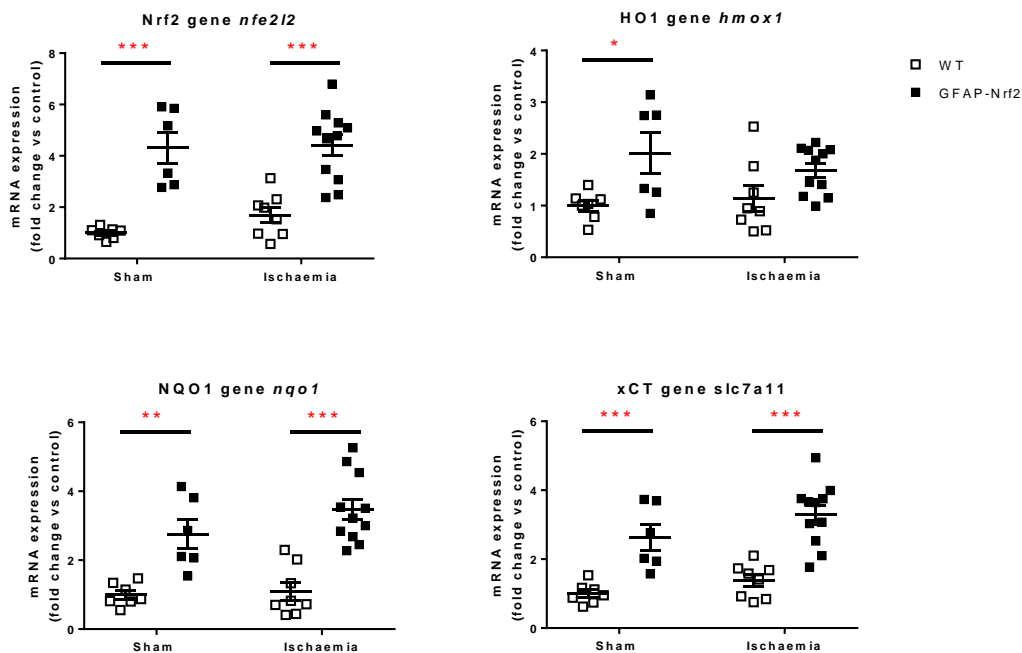 Nrf2 gene nfe2l2
***
***
mRNA expression
(fold change vs control)
8
6
4
2
0
Sham
Ischaemia
HO1 gene hmox1
*
mRNA expression
(fold change vs control)
4
3
2
1
0
Sham
Ischaemia
WT
GFAP-Nrf2
NQO1 gene nqo1
**
***
mRNA expression
(fold change vs control)
6
4
2
0
Sham
Ischaemia
xCT gene slc7a11
***
***
mRNA expression
(fold change vs control)
6
4
2
0
Sham
Ischaemia